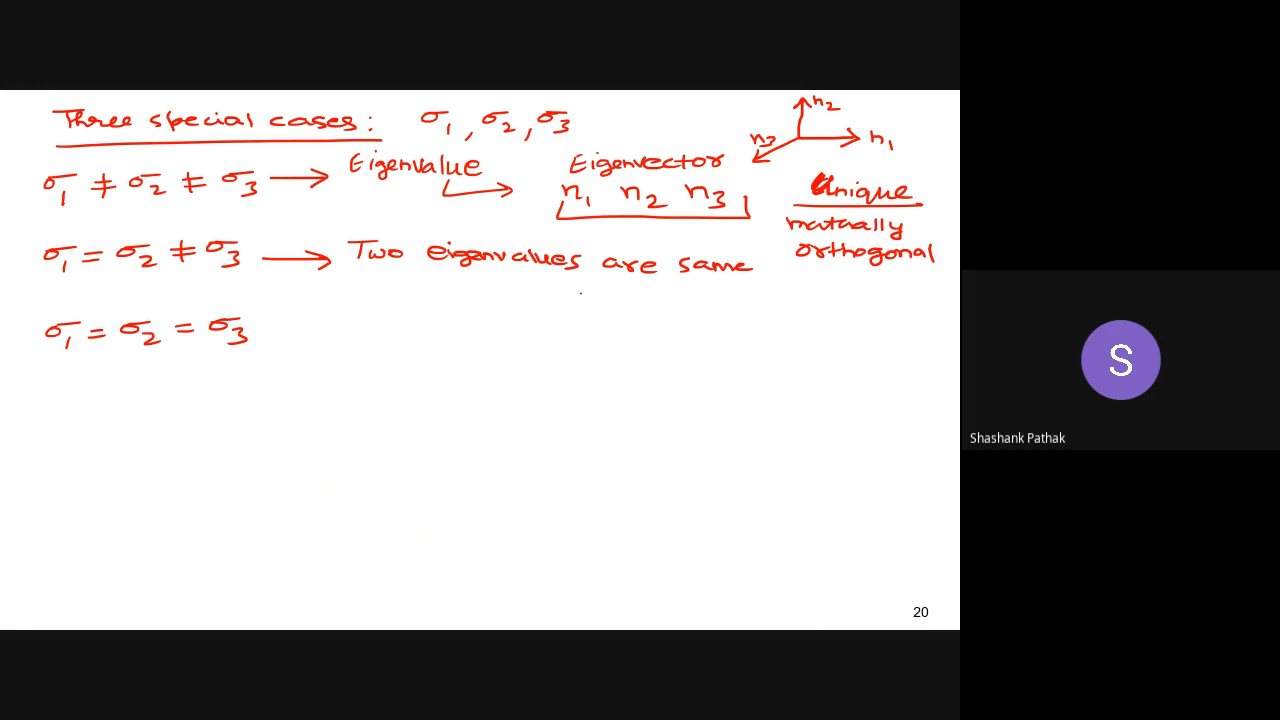 Three special cases: σ1, σ2, σ3
n2
n3 n1
σ1 ≠ σ2 ≠ σ3 → Eigenvalue → Eigenvector
n1 n2 n3
Unique
mutually
orthogonal
σ1 = σ2 ≠ σ3 → Two eigenvalues are same
σ1 = σ2 = σ3
20
S
Shashank Pathak